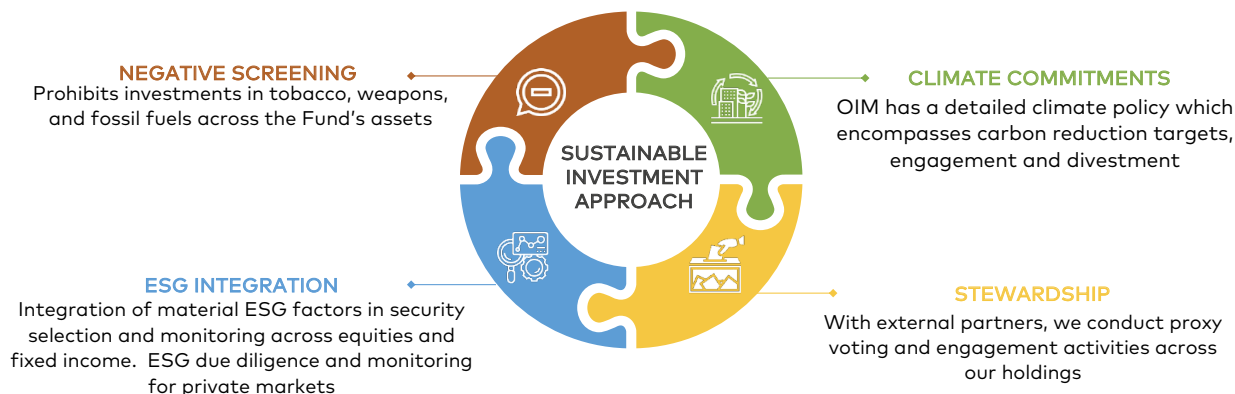 NEGATIVE SCREENING
Prohibits investments in tobacco, weapons,
and fossil fuels across the Fund's assets
CLIMATE COMMITMENTS
OIM has a detailed climate policy which
encompasses carbon reduction targets,
engagement and divestment
SUSTAINABLE
INVESTMENT
APPROACH
ESG INTEGRATION
Integration of material ESG factors in security
selection and monitoring across equities and
fixed income.  ESG due diligence and monitoring
for private markets
STEWARDSHIP
With external partners, we conduct proxy
voting and engagement activities across
our holdings